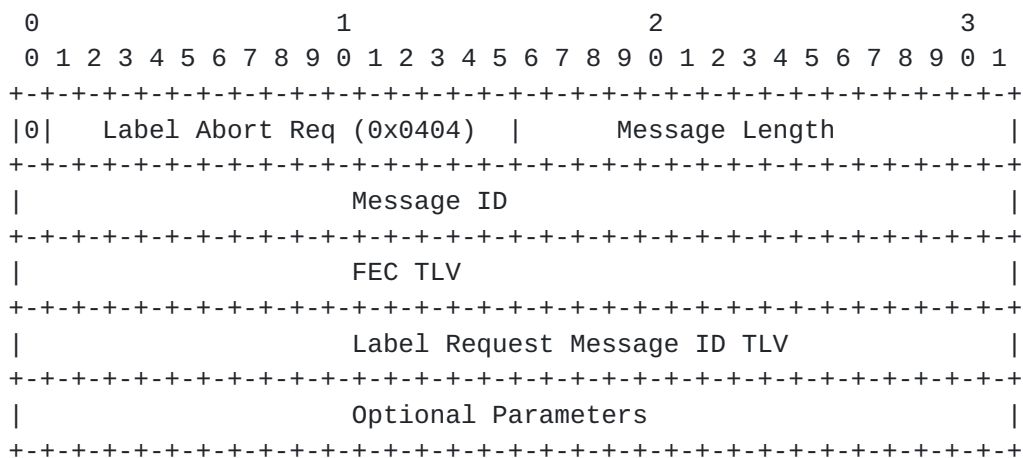 0                   1                   2                   3
 0 1 2 3 4 5 6 7 8 9 0 1 2 3 4 5 6 7 8 9 0 1 2 3 4 5 6 7 8 9 0 1
+-+-+-+-+-+-+-+-+-+-+-+-+-+-+-+-+-+-+-+-+-+-+-+-+-+-+-+-+-+-+-+-+
|0|   Label Abort Req (0x0404)  |      Message Length           |
+-+-+-+-+-+-+-+-+-+-+-+-+-+-+-+-+-+-+-+-+-+-+-+-+-+-+-+-+-+-+-+-+
|                     Message ID                                |
+-+-+-+-+-+-+-+-+-+-+-+-+-+-+-+-+-+-+-+-+-+-+-+-+-+-+-+-+-+-+-+-+
|                     FEC TLV                                   |
+-+-+-+-+-+-+-+-+-+-+-+-+-+-+-+-+-+-+-+-+-+-+-+-+-+-+-+-+-+-+-+-+
|                     Label Request Message ID TLV              |
+-+-+-+-+-+-+-+-+-+-+-+-+-+-+-+-+-+-+-+-+-+-+-+-+-+-+-+-+-+-+-+-+
|                     Optional Parameters                       |
+-+-+-+-+-+-+-+-+-+-+-+-+-+-+-+-+-+-+-+-+-+-+-+-+-+-+-+-+-+-+-+-+